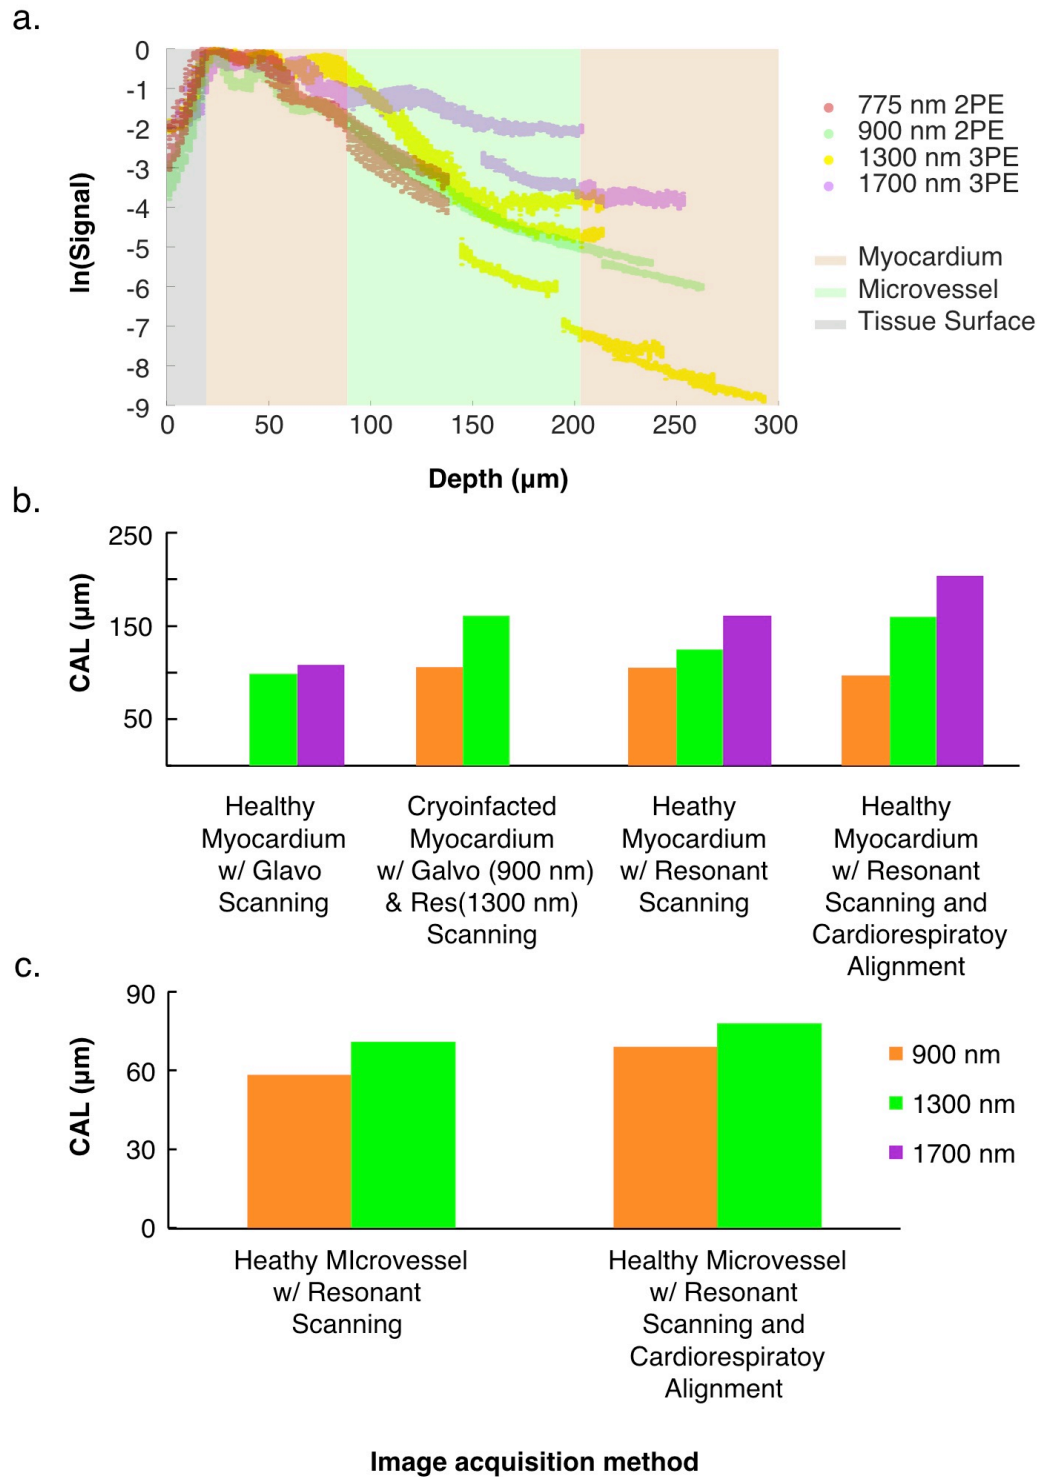 a.
0
-1
-2
-3
-4
-5
-6
-7
-8
-9
ln(Signal)
0 50 100 150 200 250 300
Depth (µm)
775 nm 2PE
900 nm 2PE
1300 nm 3PE
1700 nm 3PE
Myocardium
Microvessel
Tissue Surface
b.
250
150
50
CAL (µm)
Healthy
Myocardium
w/ Glavo
Scanning
Cryoinfacted
Myocardium
w/ Galvo (900 nm)
& Res(1300 nm)
Scanning
Heathy
Myocardium
w/ Resonant
Scanning
Healthy
Myocardium
w/ Resonant
Scanning and
Cardiorespiratoy
Alignment
c.
90
60
30
0
CAL (µm)
900 nm
1300 nm
1700 nm
Heathy MIcrovessel
w/ Resonant
Scanning
Healthy Microvessel
w/ Resonant
Scanning and
Cardiorespiratoy
Alignment
Image acquisition method